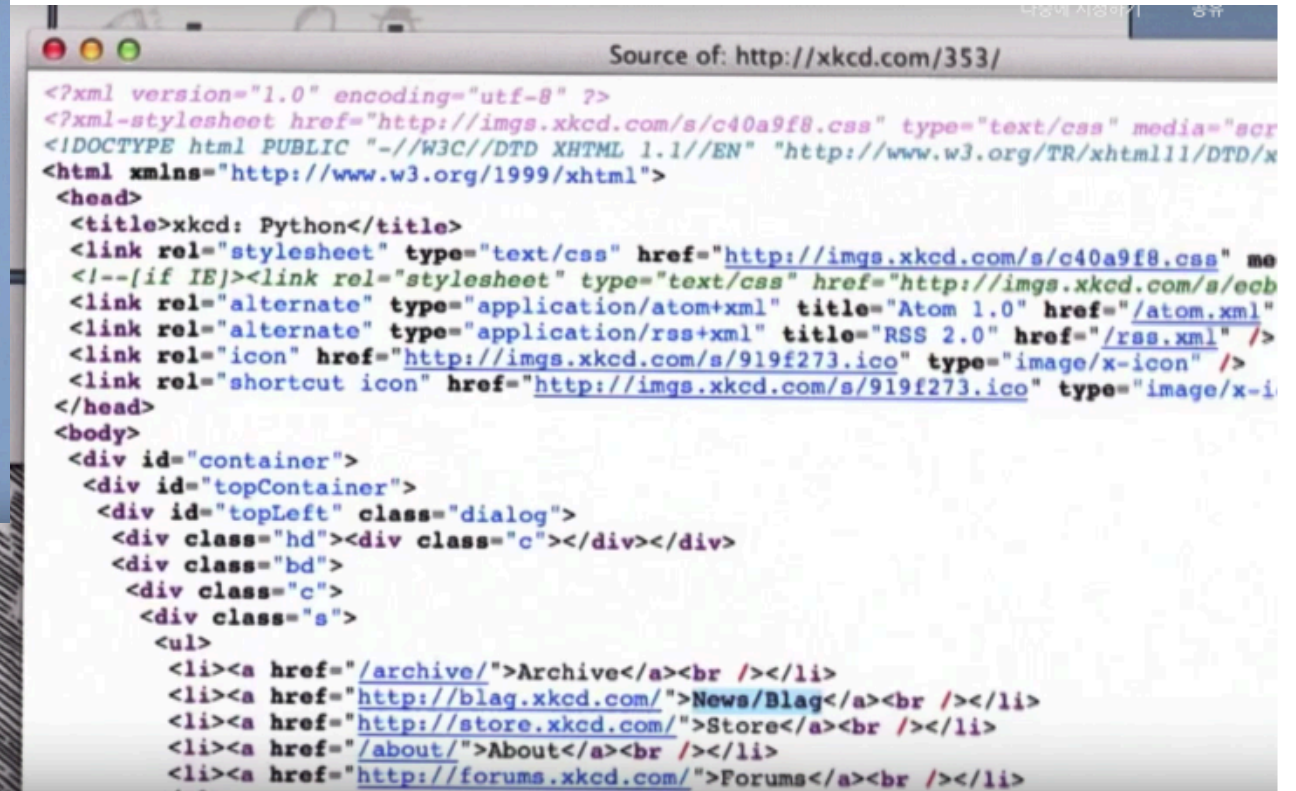 나중에 시청하기 공유
Source of: http://xkcd.com/353/
<?xml version="1.0" encoding="utf-8" ?>
<?xml-stylesheet href="http://imgs.xkcd.com/s/c40a9f8.css" type="text/css" media="scr
<!DOCTYPE html PUBLIC "-//W3C//DTD XHTML 1.1//EN" "http://www.w3.org/TR/xhtml11/DTD/x
<html xmlns="http://www.w3.org/1999/xhtml">
<head>
<title>xkcd: Python</title>
<link rel="stylesheet" type="text/css" href="http://imgs.xkcd.com/s/c40a9f8.css" me
<!--[if IE]><link rel="stylesheet" type="text/css" href="http://imgs.xkcd.com/s/ecb
<link rel="alternate" type="application/atom+xml" title="Atom 1.0" href="/atom.xml"
<link rel="alternate" type="application/rss+xml" title="RSS 2.0" href="/rss.xml" />
<link rel="icon" href="http://imgs.xkcd.com/s/919f273.ico" type="image/x-icon" />
<link rel="shortcut icon" href="http://imgs.xkcd.com/s/919f273.ico" type="image/x-i
</head>
<body>
<div id="container">
<div id="topContainer">
<div id="topLeft" class="dialog">
<div class="hd"><div class="c"></div></div>
<div class="bd">
<div class="c">
<div class="s">
<ul>
<li><a href="/archive/">Archive</a><br /></li>
<li><a href="http://blag.xkcd.com/">News/Blag</a><br /></li>
<li><a href="http://store.xkcd.com/">Store</a><br /></li>
<li><a href="/about/">About</a><br /></li>
<li><a href="http://forums.xkcd.com/">Forums</a><br /></li>